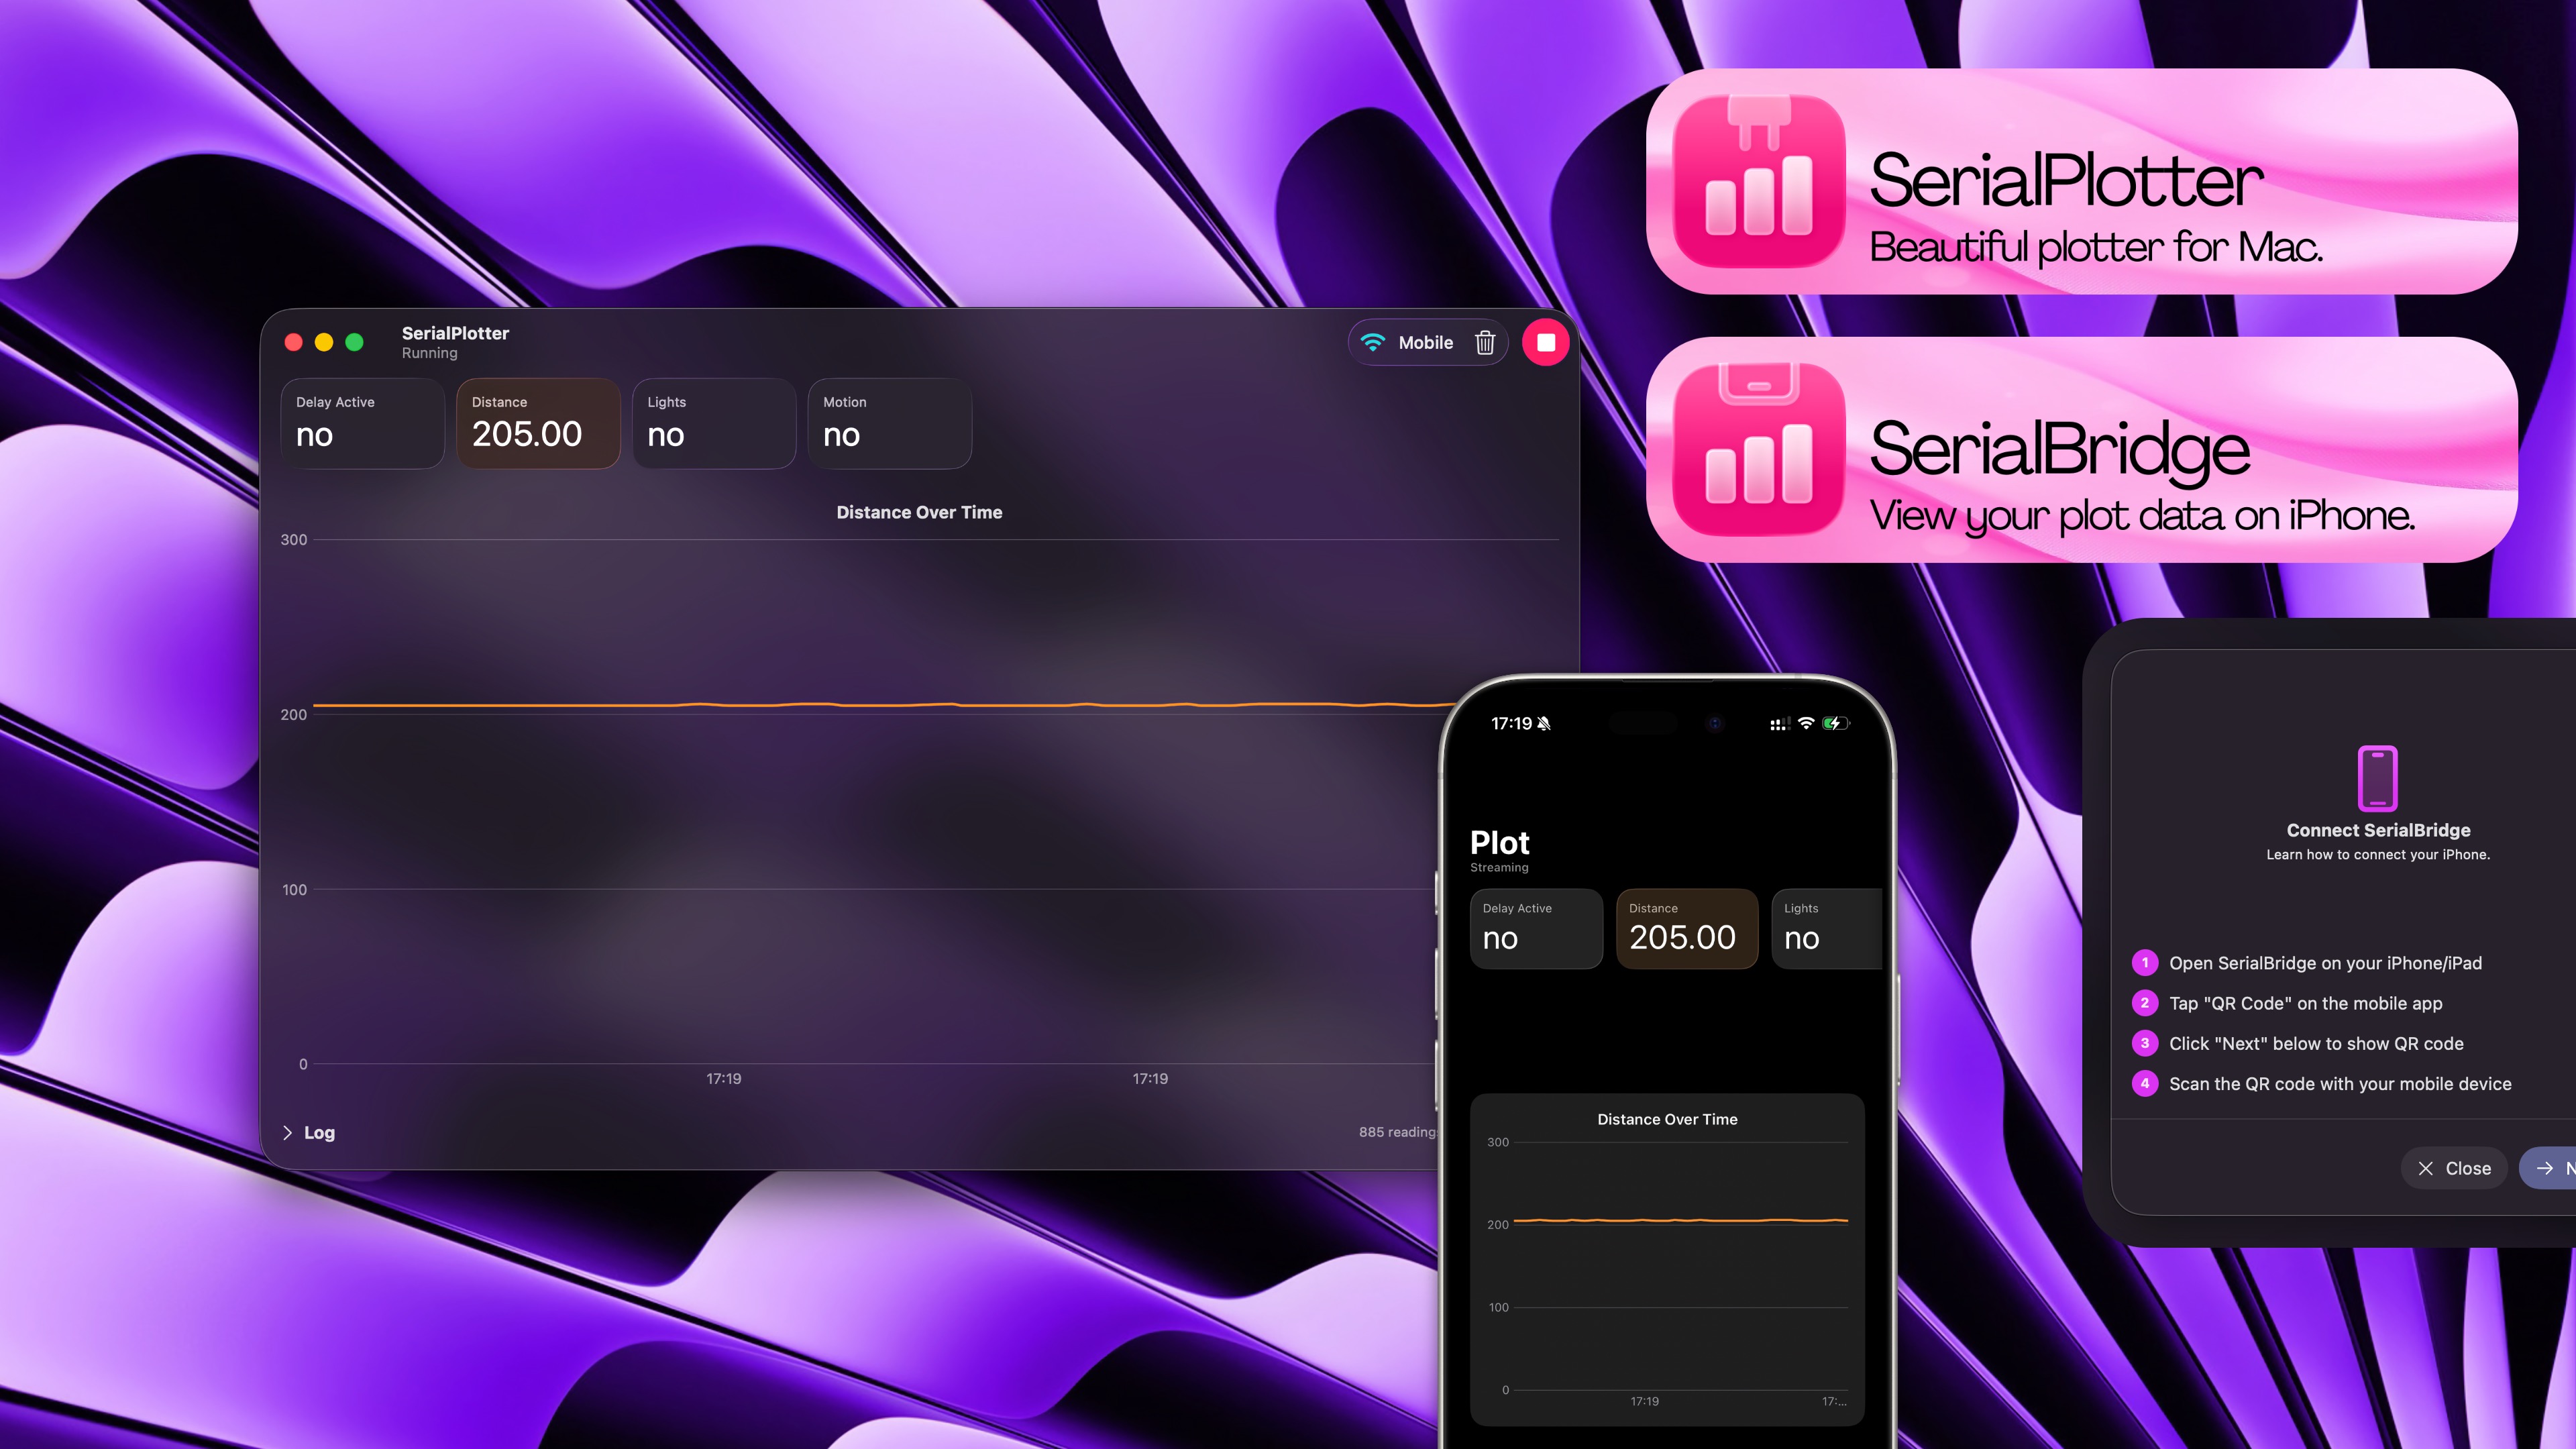 SerialPlotter
Beautiful plotter for Mac.
SerialBridge
View your plot data on iPhone.
SerialPlotter
Running
Mobile
Delay Active
no
Distance
205.00
Lights
no
Motion
no
Distance Over Time
300
200
100
0
17:19
17:19
Log
885 reading
17:19
Plot
Streaming
Delay Active
no
Distance
205.00
Lights
no
Distance Over Time
300
200
100
0
17:19
17:...
Connect SerialBridge
Learn how to connect your iPhone.
1 Open SerialBridge on your iPhone/iPad
2 Tap "QR Code" on the mobile app
3 Click "Next" below to show QR code
4 Scan the QR code with your mobile device
Close